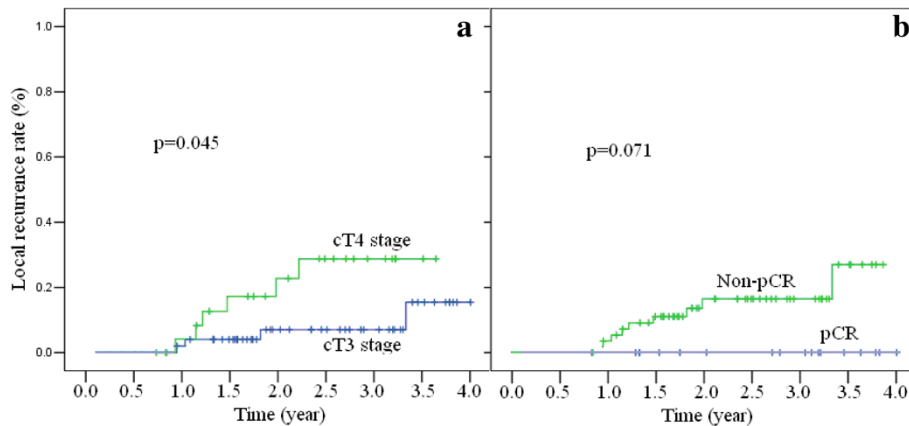 a
b
Local recurrence rate (%)
1.0
0.8
0.6
0.4
0.2
0.0
p=0.045
cT4 stage
cT3 stage
0.0 0.5 1.0 1.5 2.0 2.5 3.0 3.5 4.0
Time (year)
p=0.071
Non-pCR
pCR
0.0 0.5 1.0 1.5 2.0 2.5 3.0 3.5 4.0
Time (year)